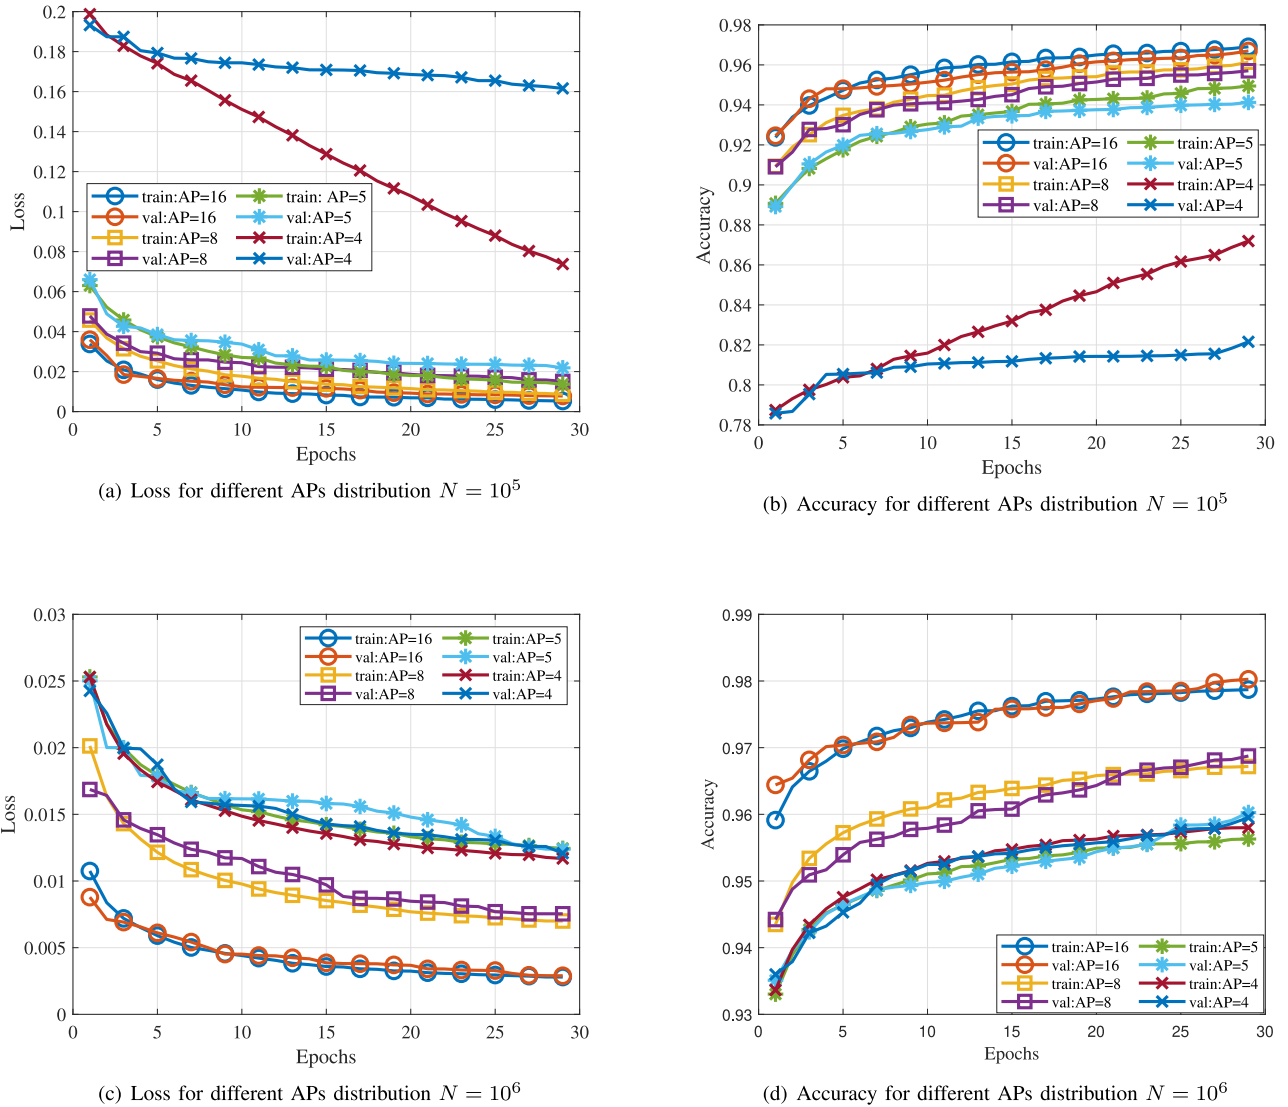 0.2
0.18
0.16
0.14
0.12
0.1
0.08
0.06
0.04
0.02
0
Loss
train:AP=16
val:AP=16
train:AP=8
val:AP=8
train: AP=5
val:AP=5
train:AP=4
val:AP=4
0 5 10 15 20 25 30
Epochs
(a) Loss for different APs distribution N = 10^5
0.98
0.96
0.94
0.92
0.9
0.88
0.86
0.84
0.82
0.8
0.78
Accuracy
train:AP=16
val:AP=16
train:AP=8
val:AP=8
train:AP=5
val:AP=5
train:AP=4
val:AP=4
0 5 10 15 20 25 30
Epochs
(b) Accuracy for different APs distribution N = 10^5
0.03
0.025
0.02
0.015
0.01
0.005
0
Loss
train:AP=16
val:AP=16
train:AP=8
val:AP=8
train:AP=5
val:AP=5
train:AP=4
val:AP=4
0 5 10 15 20 25 30
Epochs
(c) Loss for different APs distribution N = 10^6
0.99
0.98
0.97
0.96
0.95
0.94
0.93
Accuracy
train:AP=16
val:AP=16
train:AP=8
val:AP=8
train:AP=5
val:AP=5
train:AP=4
val:AP=4
0 5 10 15 20 25 30
Epochs
(d) Accuracy for different APs distribution N = 10^6